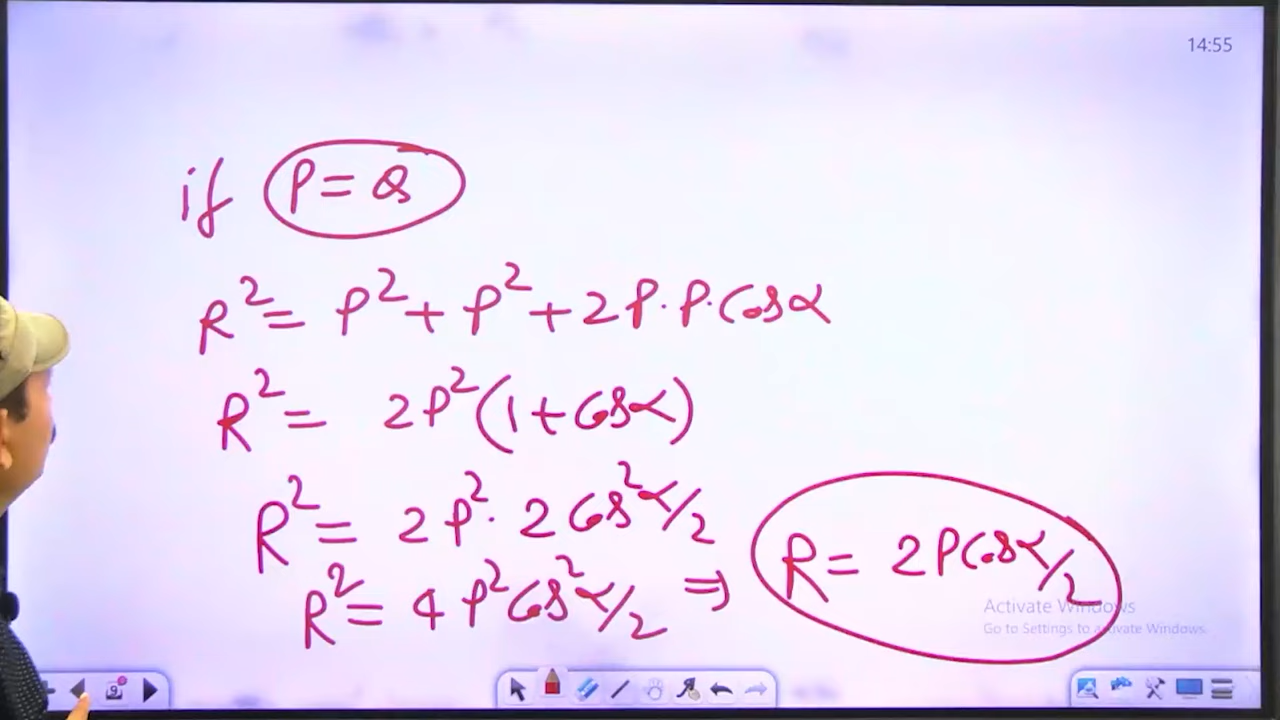 14:55
if P = Q
R² = P² + P² + 2P.P.Cosα
R² = 2P²(1+Cosα)
R² = 2P². 2Cos²α/2
R² = 4P²Cos²α/2 ⇒ R = 2PCosα/2
Activate Windows
Go to Settings to activate Windows.
9